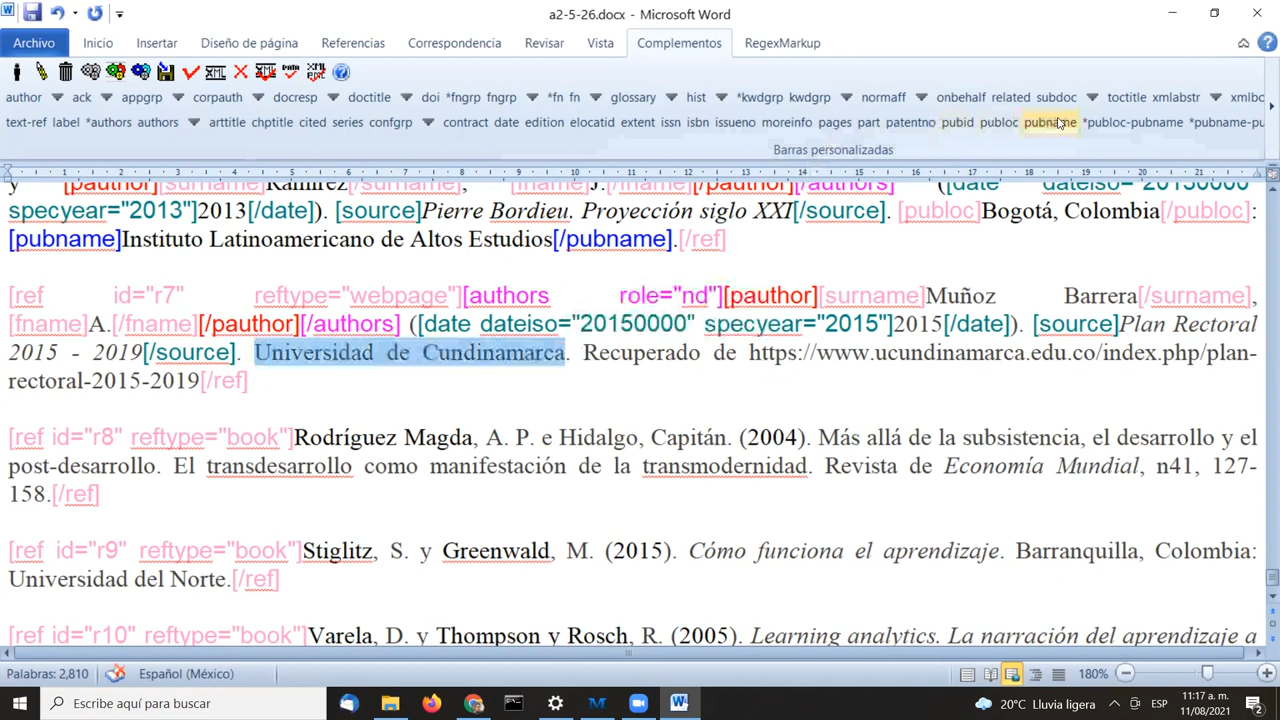 a2-5-26.docx - Microsoft Word
Archivo Inicio Insertar Diseño de página Referencias Correspondencia Revisar Vista Complementos RegexMarkup
author ack appgrp corpauth docresp doctitle doi *fngrp fngrp *fn fn glossary hist *kwdgrp kwdgrp normaff onbehalf related subdoc toctitle xmlabstr xmlbc
text-ref label *authors authors arttitle chptitle cited series confgrp contract date edition elocatid extent issn isbn issueno moreinfo pages part patentno pubid publoc pubname *publoc-pubname *pubname-pu
Barras personalizadas
y [pauthor][surname]Ramírez[/surname], [fname]J.[/fname][/pauthor][/authors] ([date dateiso="20130000"
specyear="2013"]2013[/date]). [source]Pierre Bordieu. Proyección siglo XXI[/source]. [publoc]Bogotá, Colombia[/publoc]:
[pubname]Instituto Latinoamericano de Altos Estudios[/pubname].[/ref]
[ref id="r7" reftype="webpage"][authors role="nd"][pauthor][surname]Muñoz Barrera[/surname],
[fname]A.[/fname][/pauthor][/authors] ([date dateiso="20150000" specyear="2015"]2015[/date]). [source]Plan Rectoral
2015 - 2019[/source]. Universidad de Cundinamarca. Recuperado de https://www.ucundinamarca.edu.co/index.php/plan-
rectoral-2015-2019[/ref]
[ref id="r8" reftype="book"]Rodríguez Magda, A. P. e Hidalgo, Capitán. (2004). Más allá de la subsistencia, el desarrollo y el
post-desarrollo. El transdesarrollo como manifestación de la transmodernidad. Revista de Economía Mundial, n41, 127-
158.[/ref]
[ref id="r9" reftype="book"]Stiglitz, S. y Greenwald, M. (2015). Cómo funciona el aprendizaje. Barranquilla, Colombia:
Universidad del Norte.[/ref]
[ref id="r10" reftype="book"]Varela, D. y Thompson y Rosch, R. (2005). Learning analytics. La narración del aprendizaje a
Palabras: 2,810 Español (México) 180%
Escribe aquí para buscar 20°C Lluvia ligera ESP 11:17 a. m.
11/08/2021